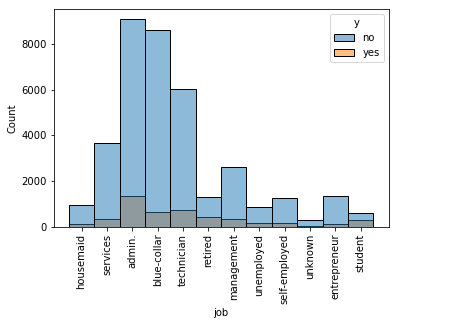 y
no
yes
8000
6000
4000
2000
0
Count
housemaid
services
admin.
blue-collar
technician
retired
management
unemployed
self-employed
unknown
entrepreneur
student
job